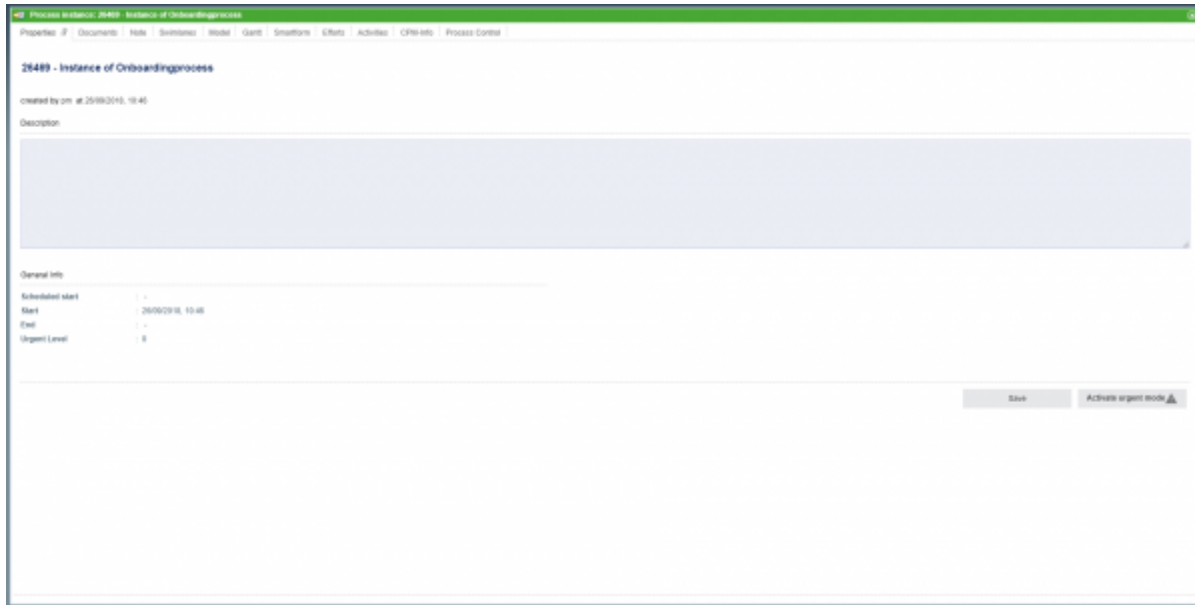 Process instance: 26489 - Instance of Onboardingprocess
Properties Documents Note Swimlanes Model Gantt Smartform Efforts Activities CPM-Info Process Control
26489 - Instance of Onboardingprocess
created by pm at 26/09/2018, 10:46
Description
General Info
Scheduled start : -
Start : 26/09/2018, 10:46
End : -
Urgent Level : 0
Save Activate urgent mode